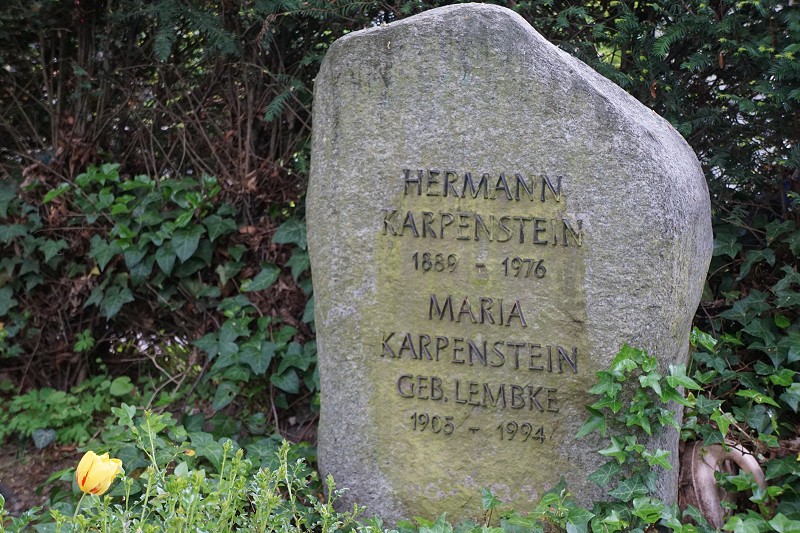 HERMANN
KARPENSTEIN
1889 - 1976
MARIA
KARPENSTEIN
GEB. LEMBKE
1905 - 1994